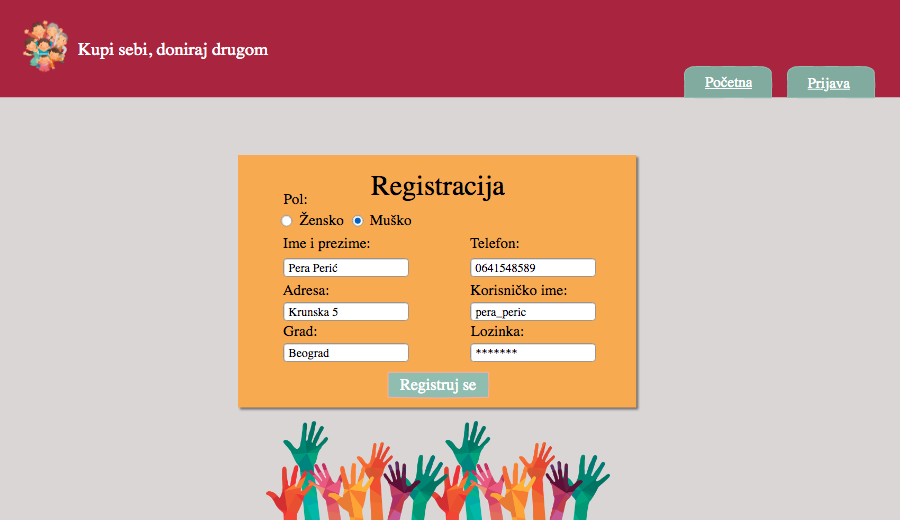 Kupi sebi, doniraj drugom
Početna
Prijava
Registracija
Pol:
Žensko
Muško
Ime i prezime:
Telefon:
Pera Perić
0641548589
Adresa:
Korisničko ime:
Krunska 5
pera_peric
Grad:
Lozinka:
Beograd
*******
Registruj se